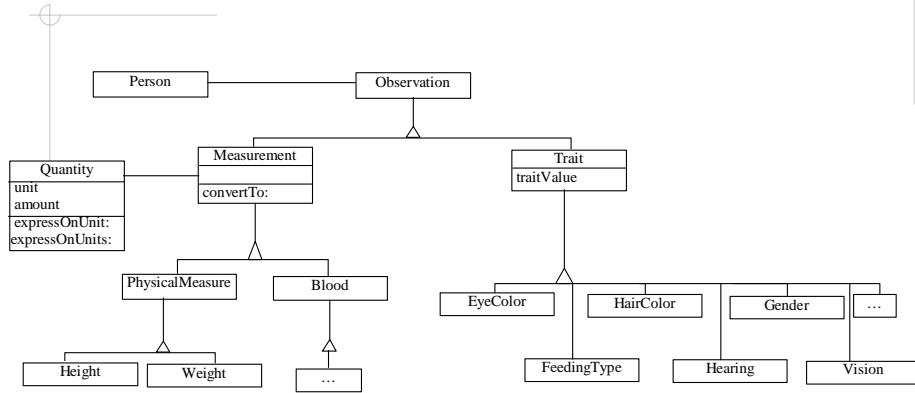 Person
Observation
Measurement
convertTo:
Trait
traitValue
Quantity
unit
amount
expressOnUnit:
expressOnUnits:
PhysicalMeasure
Blood
EyeColor
HairColor
Gender
...
Height
Weight
...
FeedingType
Hearing
Vision